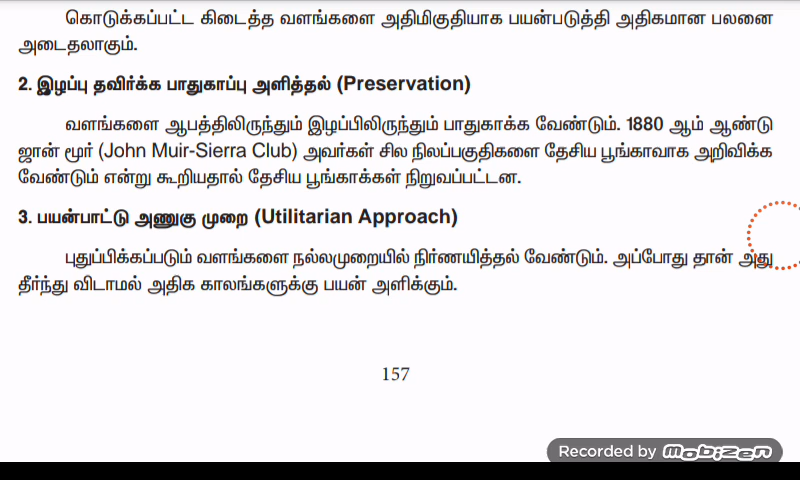 கொடுக்கப்பட்ட கிடைத்த வளங்களை அதிமிகுதியாக பயன்படுத்தி அதிகமான பலனை
அடைதலாகும்.
2. இழப்பு தவிர்க்க பாதுகாப்பு அளித்தல் (Preservation)
வளங்களை ஆபத்திலிருந்தும் இழப்பிலிருந்தும் பாதுகாக்க வேண்டும். 1880 ஆம் ஆண்டு
ஜான் மூர் (John Muir-Sierra Club) அவர்கள் சில நிலப்பகுதிகளை தேசிய பூங்காவாக அறிவிக்க
வேண்டும் என்று கூறியதால் தேசிய பூங்காக்கள் நிறுவப்பட்டன.
3. பயன்பாட்டு அணுகு முறை (Utilitarian Approach)
புதுப்பிக்கப்படும் வளங்களை நல்லமுறையில் நிர்ணயித்தல் வேண்டும். அப்போது தான் அது
தீர்ந்து விடாமல் அதிக காலங்களுக்கு பயன் அளிக்கும்.
157
Recorded by mobizen